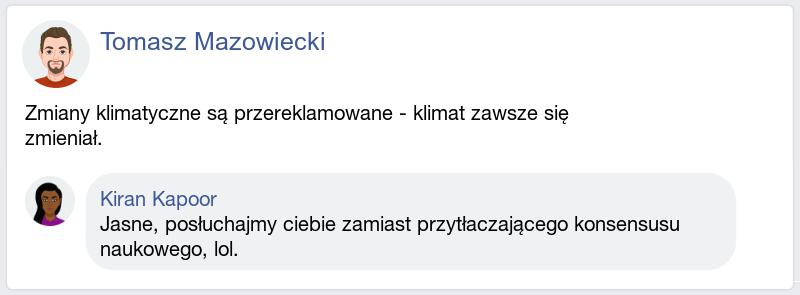 Tomasz Mazowiecki
Zmiany klimatyczne są przereklamowane - klimat zawsze się
zmieniał.
Kiran Kapoor
Jasne, posłuchajmy ciebie zamiast przytłaczającego konsensusu
naukowego, lol.